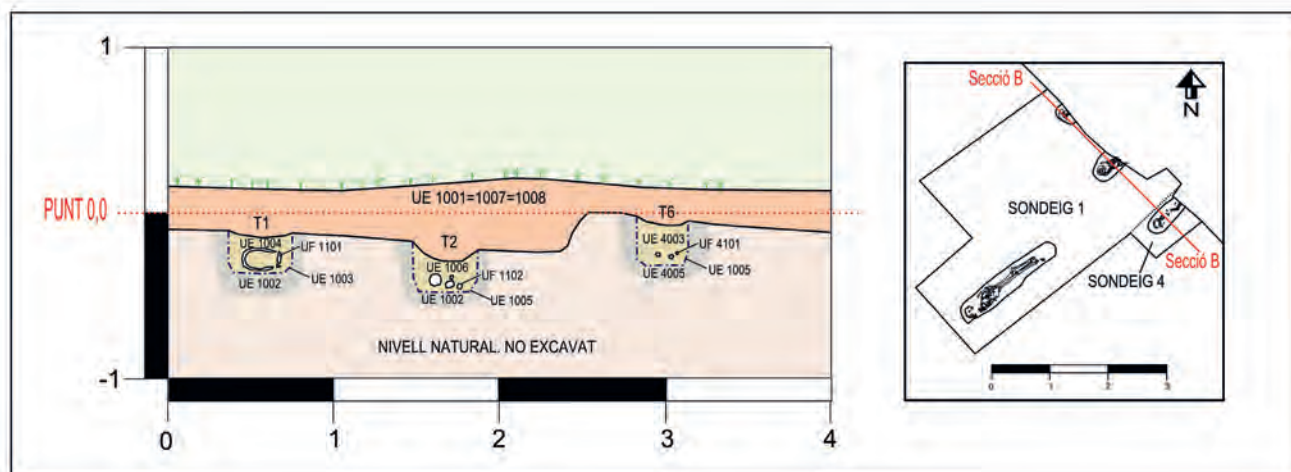 1
PUNT 0,0
-1
0
1
2
3
4
UE 1001=1007=1008
T1
UE 1004
UF 1101
UE 1002
UE 1003
T2
UE 1006
UF 1102
UE 1002
UE 1005
T6
UE 4003
UF 4101
UE 4005
UE 1005
NIVELL NATURAL. NO EXCAVAT
Secció B
N
SONDEIG 1
Secció B
SONDEIG 4
0
1
2
3